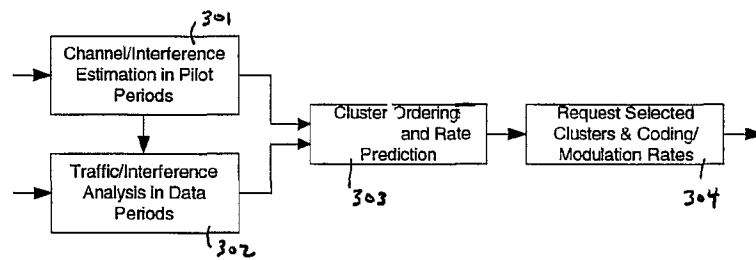 301
Channel/Interference
Estimation in Pilot
Periods
Traffic/Interference
Analysis in Data
Periods
302
Cluster Ordering
and Rate
Prediction
303
Request Selected
Clusters & Coding/
Modulation Rates
304